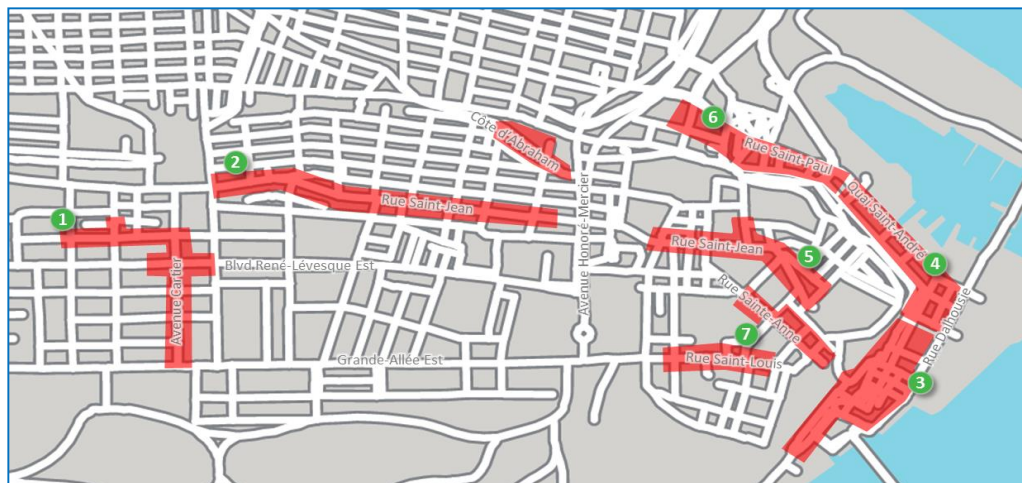 6
Côte d'Abraham
Rue Saint-Paul
2
Quai Saint-André
Rue Saint-Jean
1
Avenue Honoré-Mercier
Rue Saint-Jean
5
4
Blvd René-Lévesque Est
Avenue Cartier
Rue Sainte-Anne
Rue Dalhousie
7
Grande-Allée Est
Rue Saint-Louis
3